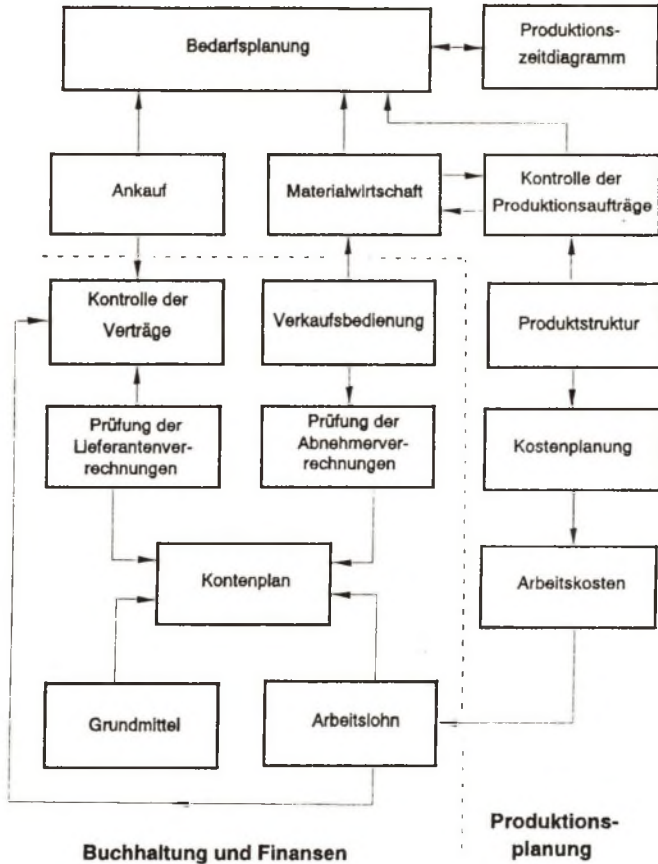 Bedarfsplanung
Produktions-
zeitdiagramm
Ankauf
Materialwirtschaft
Kontrolle der
Produktionsaufträge
Kontrolle der
Verträge
Verkaufsbedienung
Produktstruktur
Prüfung der
Lieferantenver-
rechnungen
Prüfung der
Abnehmerver-
rechnungen
Kostenplanung
Kontenplan
Arbeitskosten
Grundmittel
Arbeitslohn
Buchhaltung und Finansen
Produktions-
planung